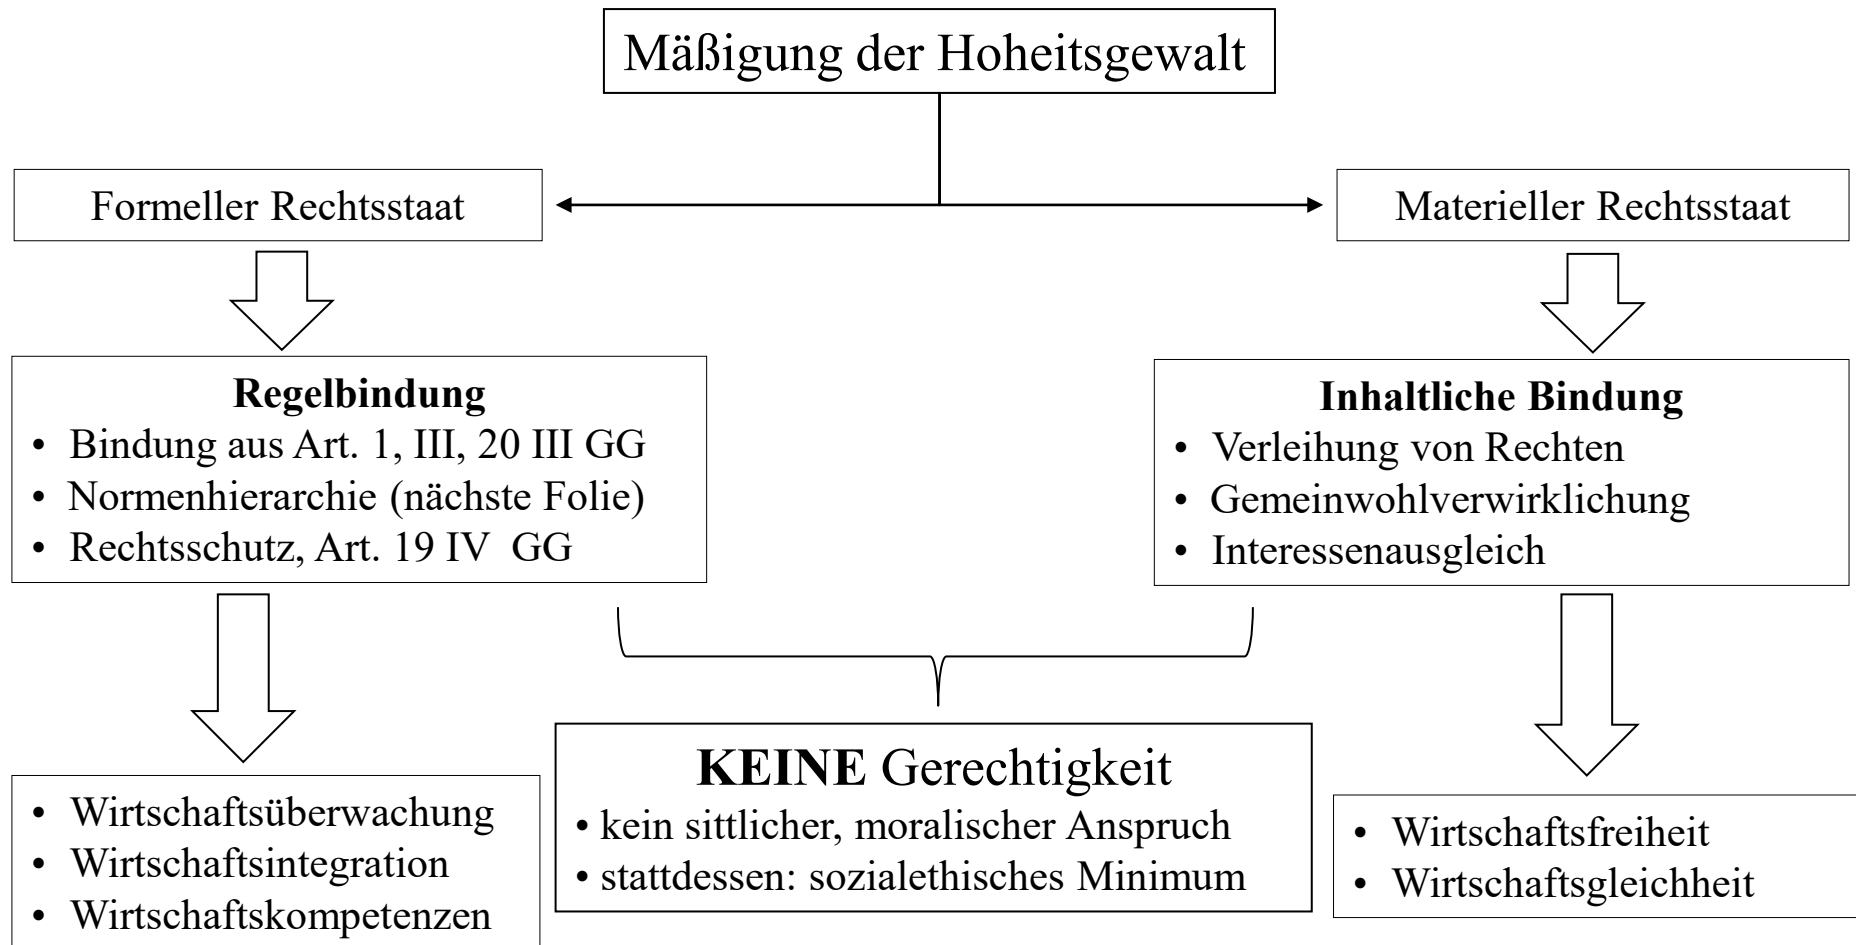 Mäßigung der Hoheitsgewalt
Formeller Rechtsstaat
Materieller Rechtsstaat
Regelbindung
• Bindung aus Art. 1, III, 20 III GG
• Normenhierarchie (nächste Folie)
• Rechtsschutz, Art. 19 IV  GG
Inhaltliche Bindung
• Verleihung von Rechten
• Gemeinwohlverwirklichung
• Interessenausgleich
• Wirtschaftsüberwachung
• Wirtschaftsintegration
• Wirtschaftskompetenzen
KEINE Gerechtigkeit
• kein sittlicher, moralischer Anspruch
• stattdessen: sozialethisches Minimum
• Wirtschaftsfreiheit
• Wirtschaftsgleichheit